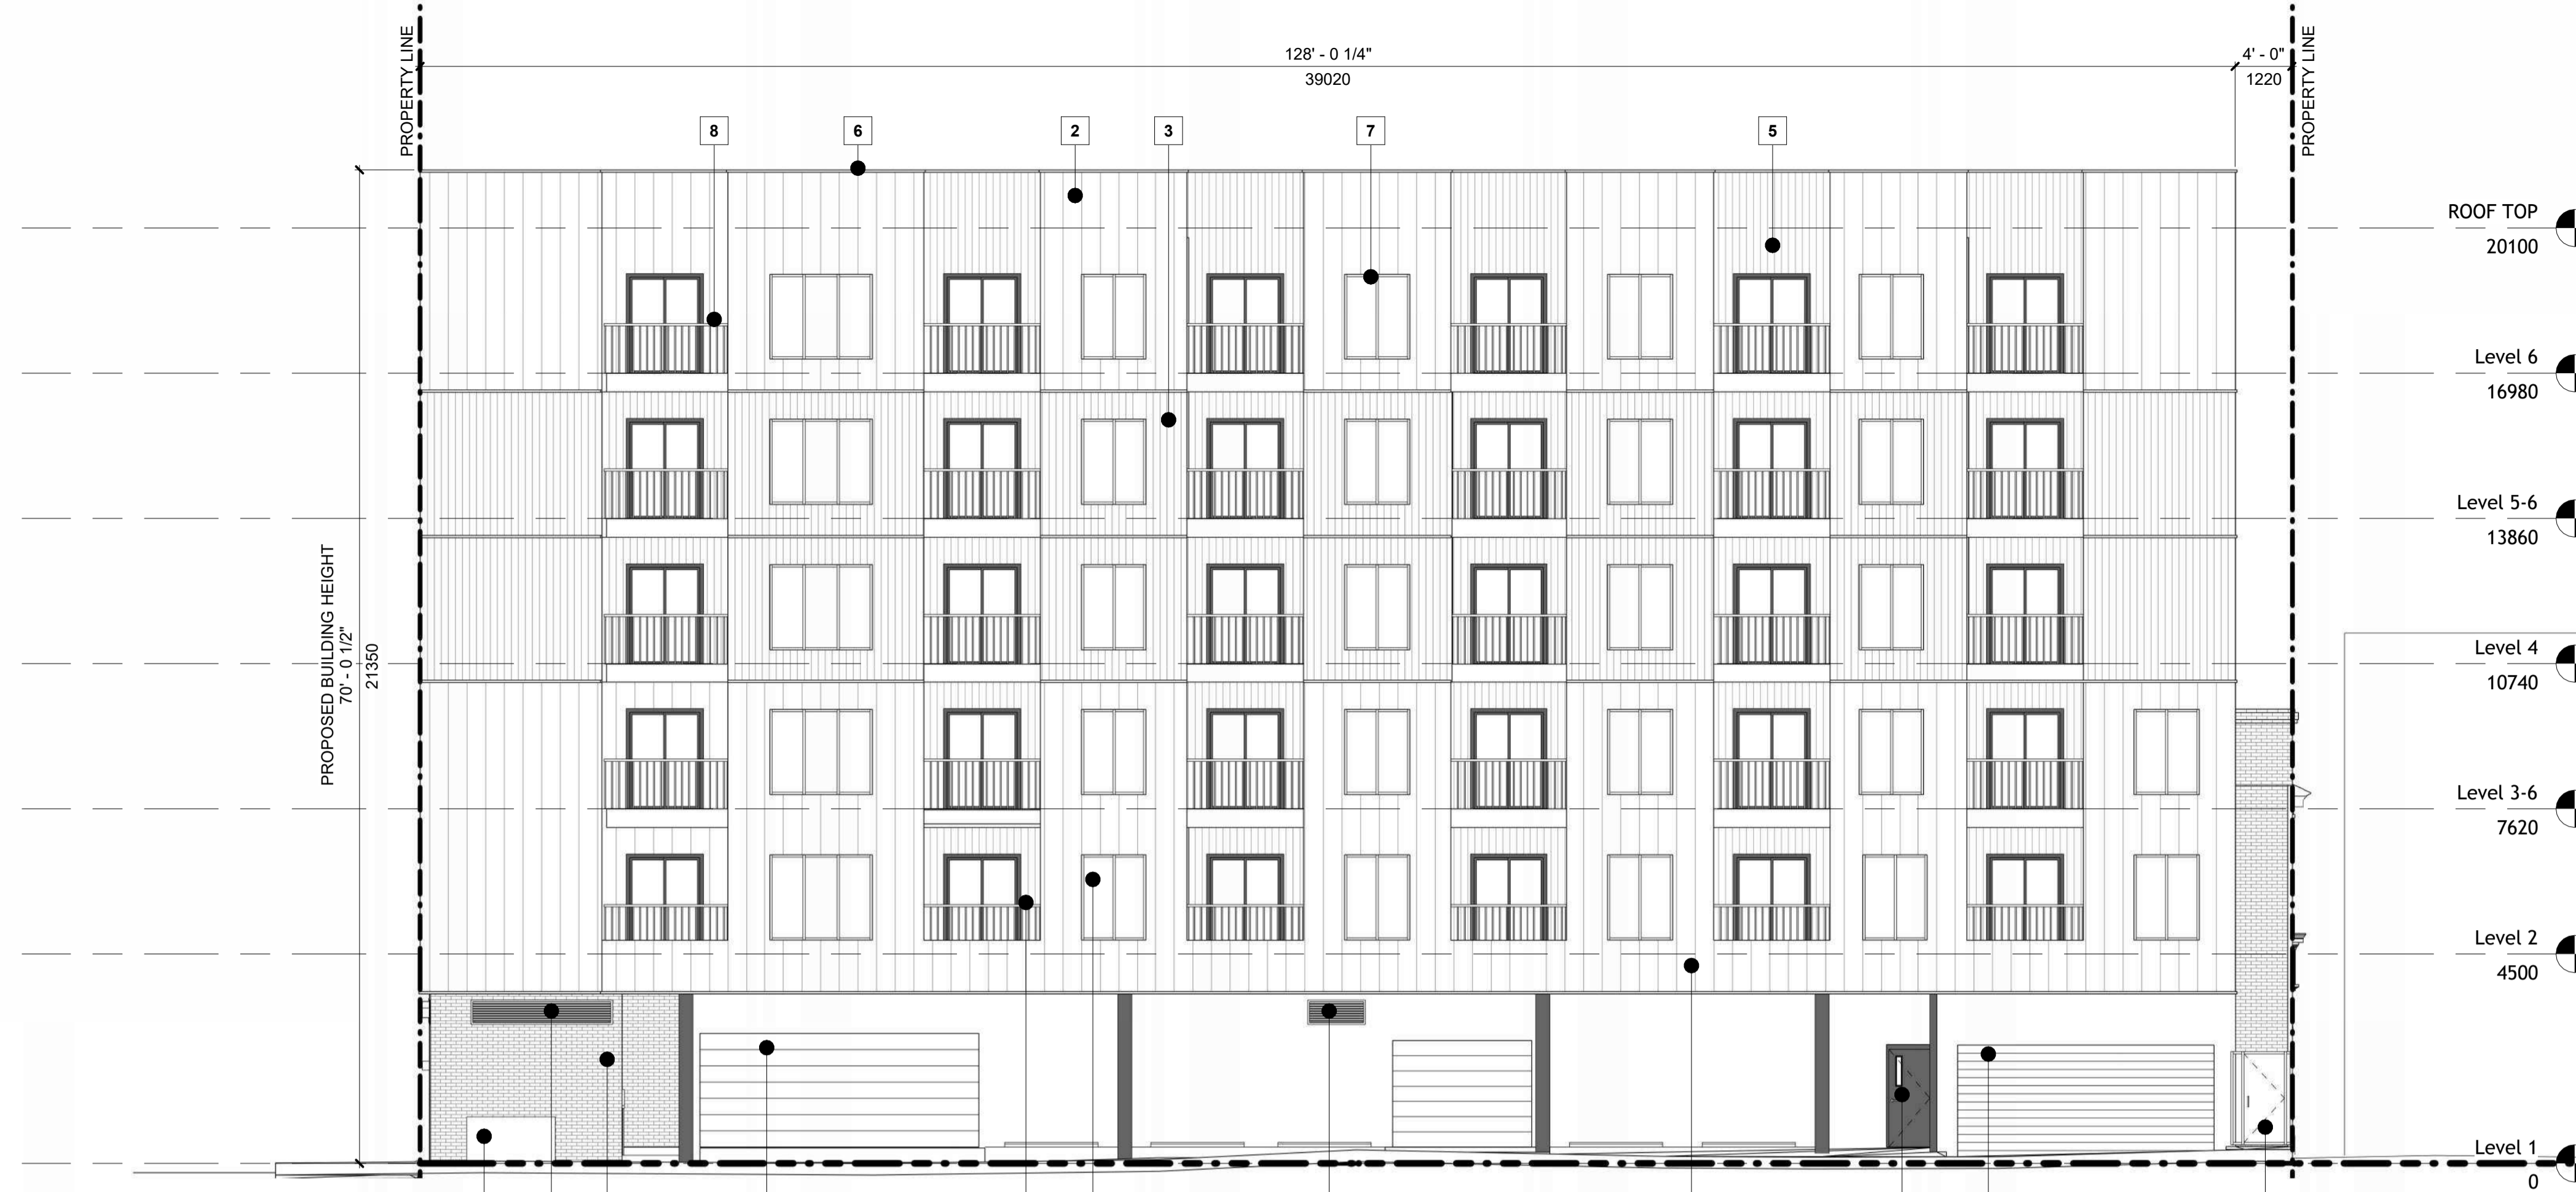 PROPERTY LINE
128' - 0 1/4"
39020
4' - 0"
1220
PROPERTY LINE
8
6
2
3
7
5
ROOF TOP
20100
Level 6
16980
Level 5-6
13860
PROPOSED BUILDING HEIGHT
70' - 0 1/2"
21350
Level 4
10740
Level 3-6
7620
Level 2
4500
Level 1
0